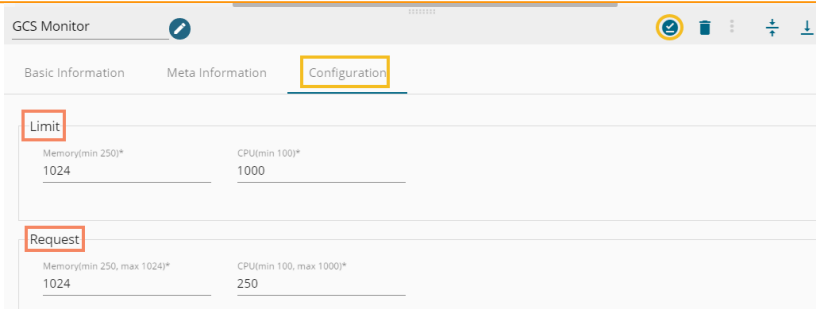 GCS Monitor
Basic Information Meta Information Configuration
Limit
Memory(min 250)* CPU(min 100)*
1024 1000
Request
Memory(min 250, max 1024)* CPU(min 100, max 1000)*
1024 250